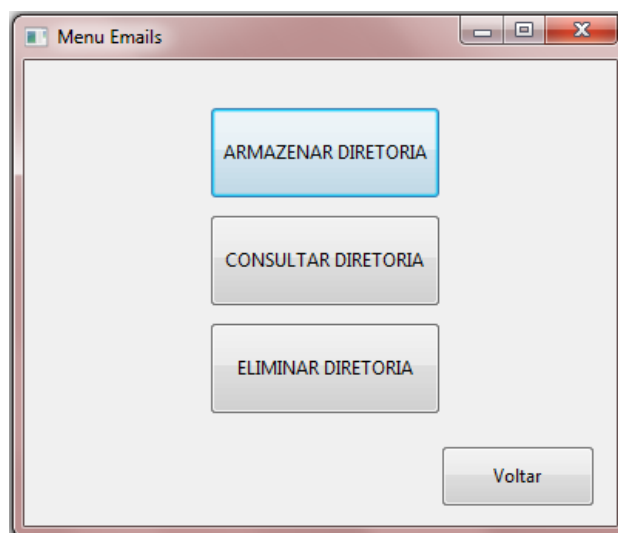 Menu Emails
ARMAZENAR DIRETORIA
CONSULTAR DIRETORIA
ELIMINAR DIRETORIA
Voltar